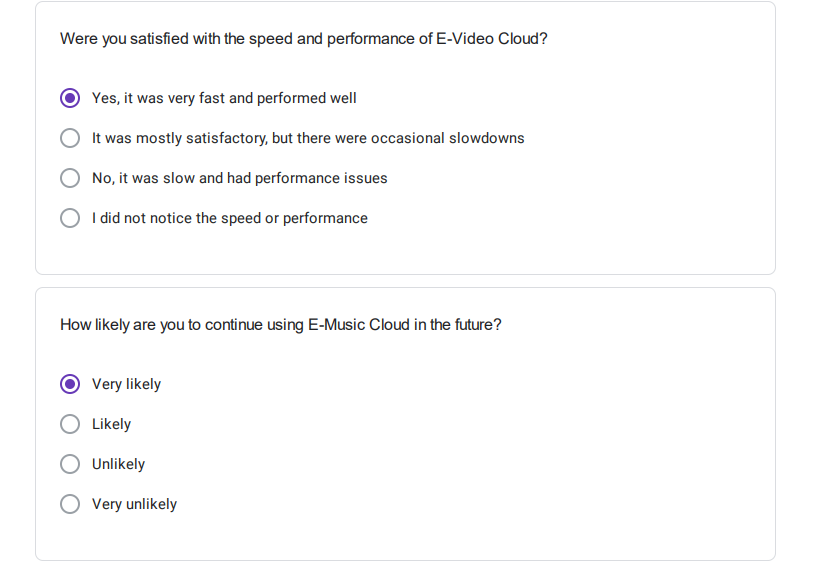 Were you satisfied with the speed and performance of E-Video Cloud?
Yes, it was very fast and performed well
It was mostly satisfactory, but there were occasional slowdowns
No, it was slow and had performance issues
I did not notice the speed or performance
How likely are you to continue using E-Music Cloud in the future?
Very likely
Likely
Unlikely
Very unlikely